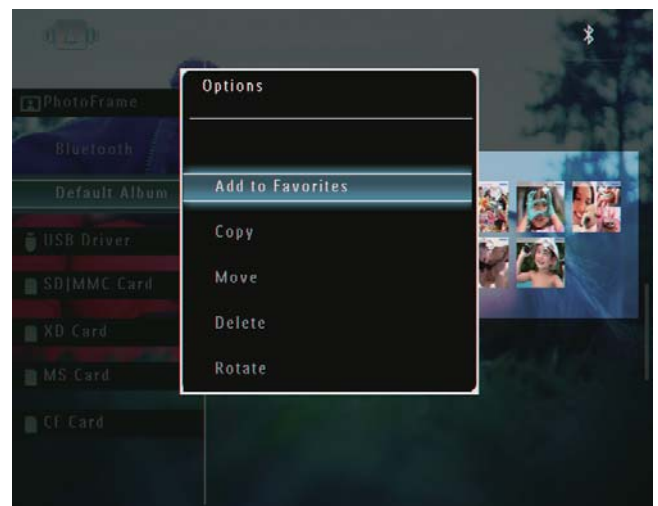 Options
Add to Favorites
Copy
Move
Delete
Rotate
PhotoFrame
Bluetooth
Default Album
USB Driver
SD|MMC Card
XD Card
MS Card
CF Card